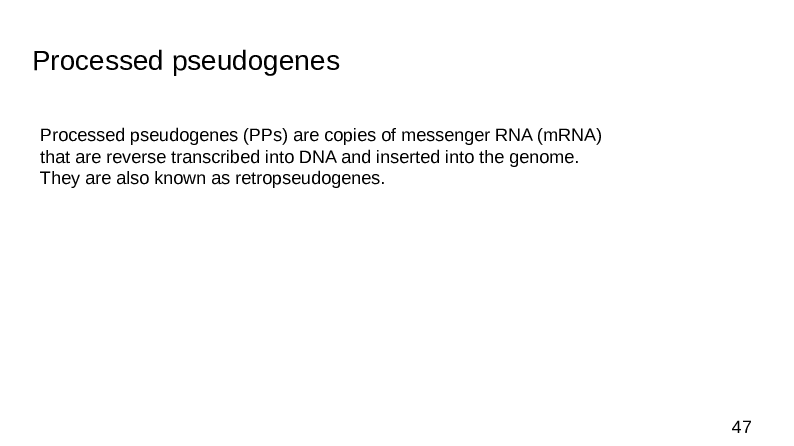 Processed pseudogenes
Processed pseudogenes (PPs) are copies of messenger RNA (mRNA)
that are reverse transcribed into DNA and inserted into the genome.
They are also known as retropseudogenes.
47